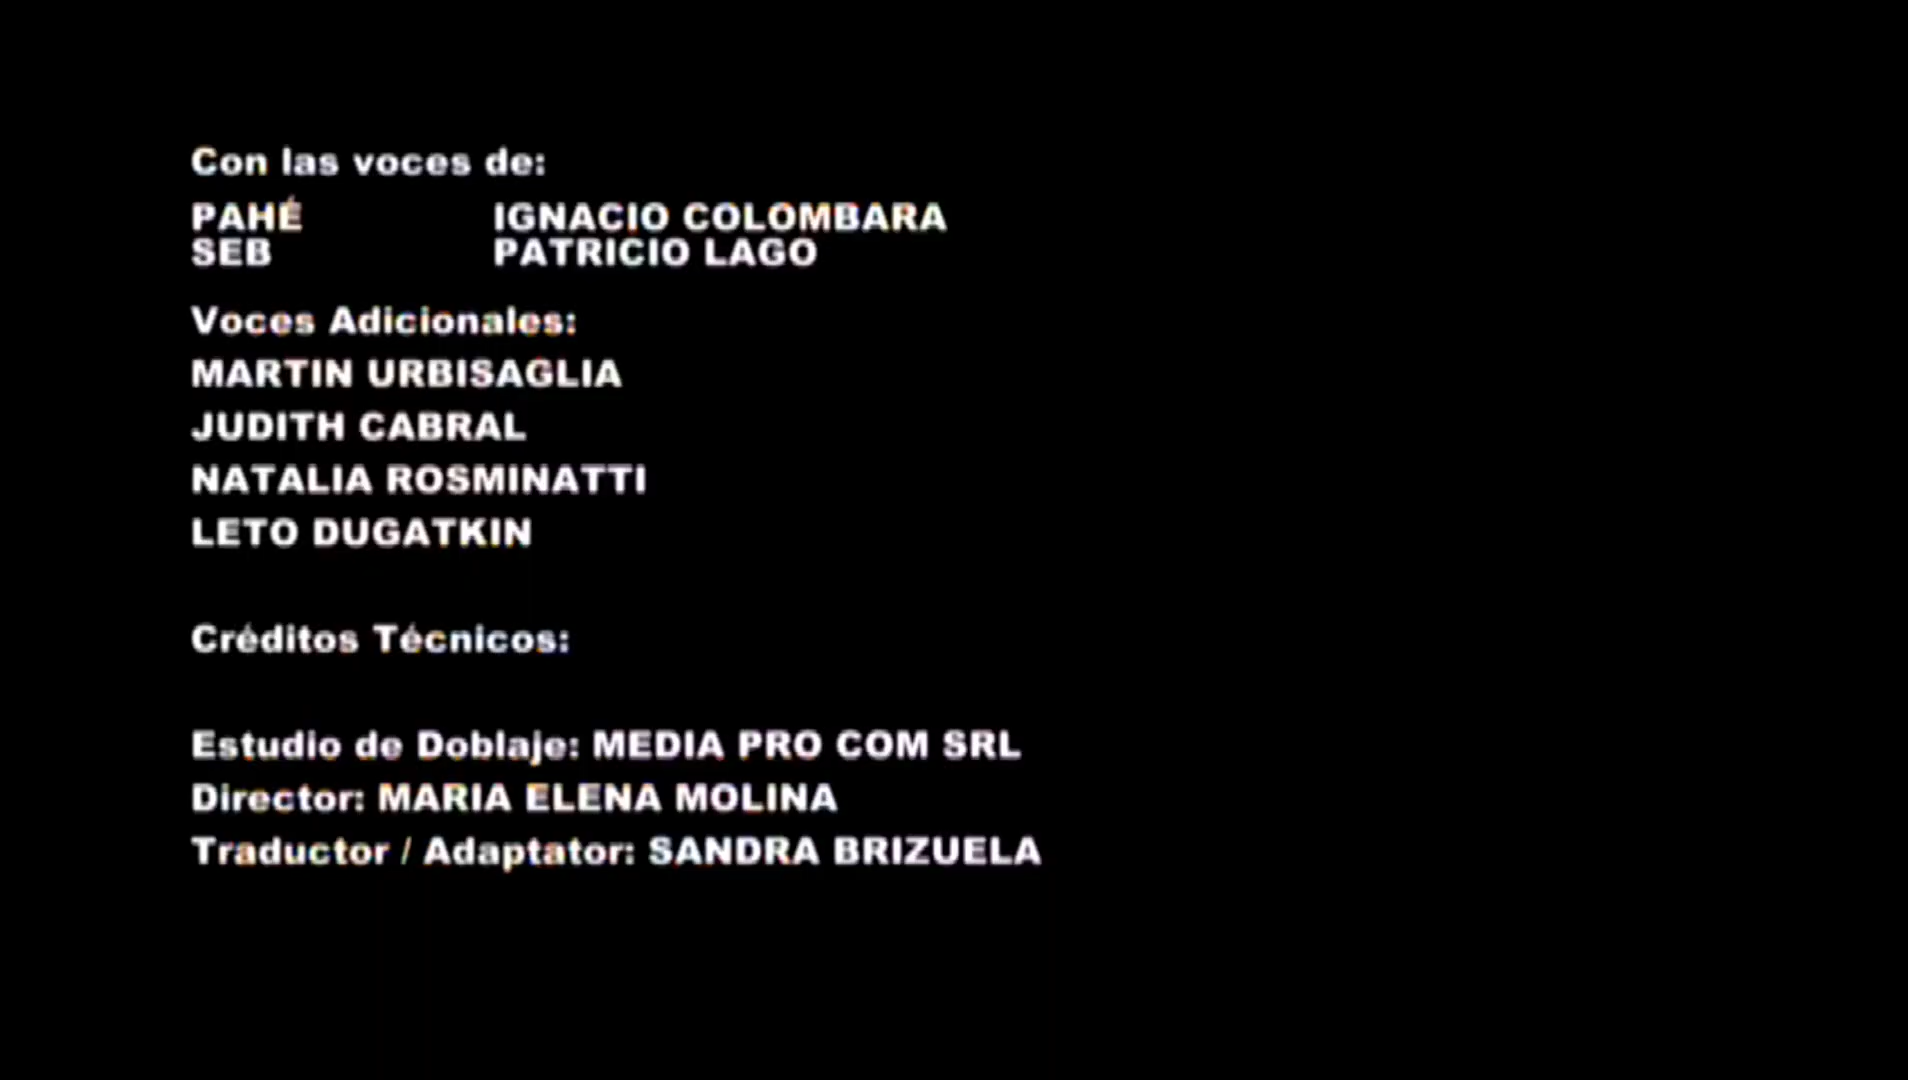 Con las voces de:
PAHÉ IGNACIO COLOMBARA
SEB PATRICIO LAGO
Voces Adicionales:
MARTIN URBISAGLIA
JUDITH CABRAL
NATALIA ROSMINATTI
LETO DUGATKIN
Créditos Técnicos:
Estudio de Doblaje: MEDIA PRO COM SRL
Director: MARIA ELENA MOLINA
Traductor / Adaptator: SANDRA BRIZUELA